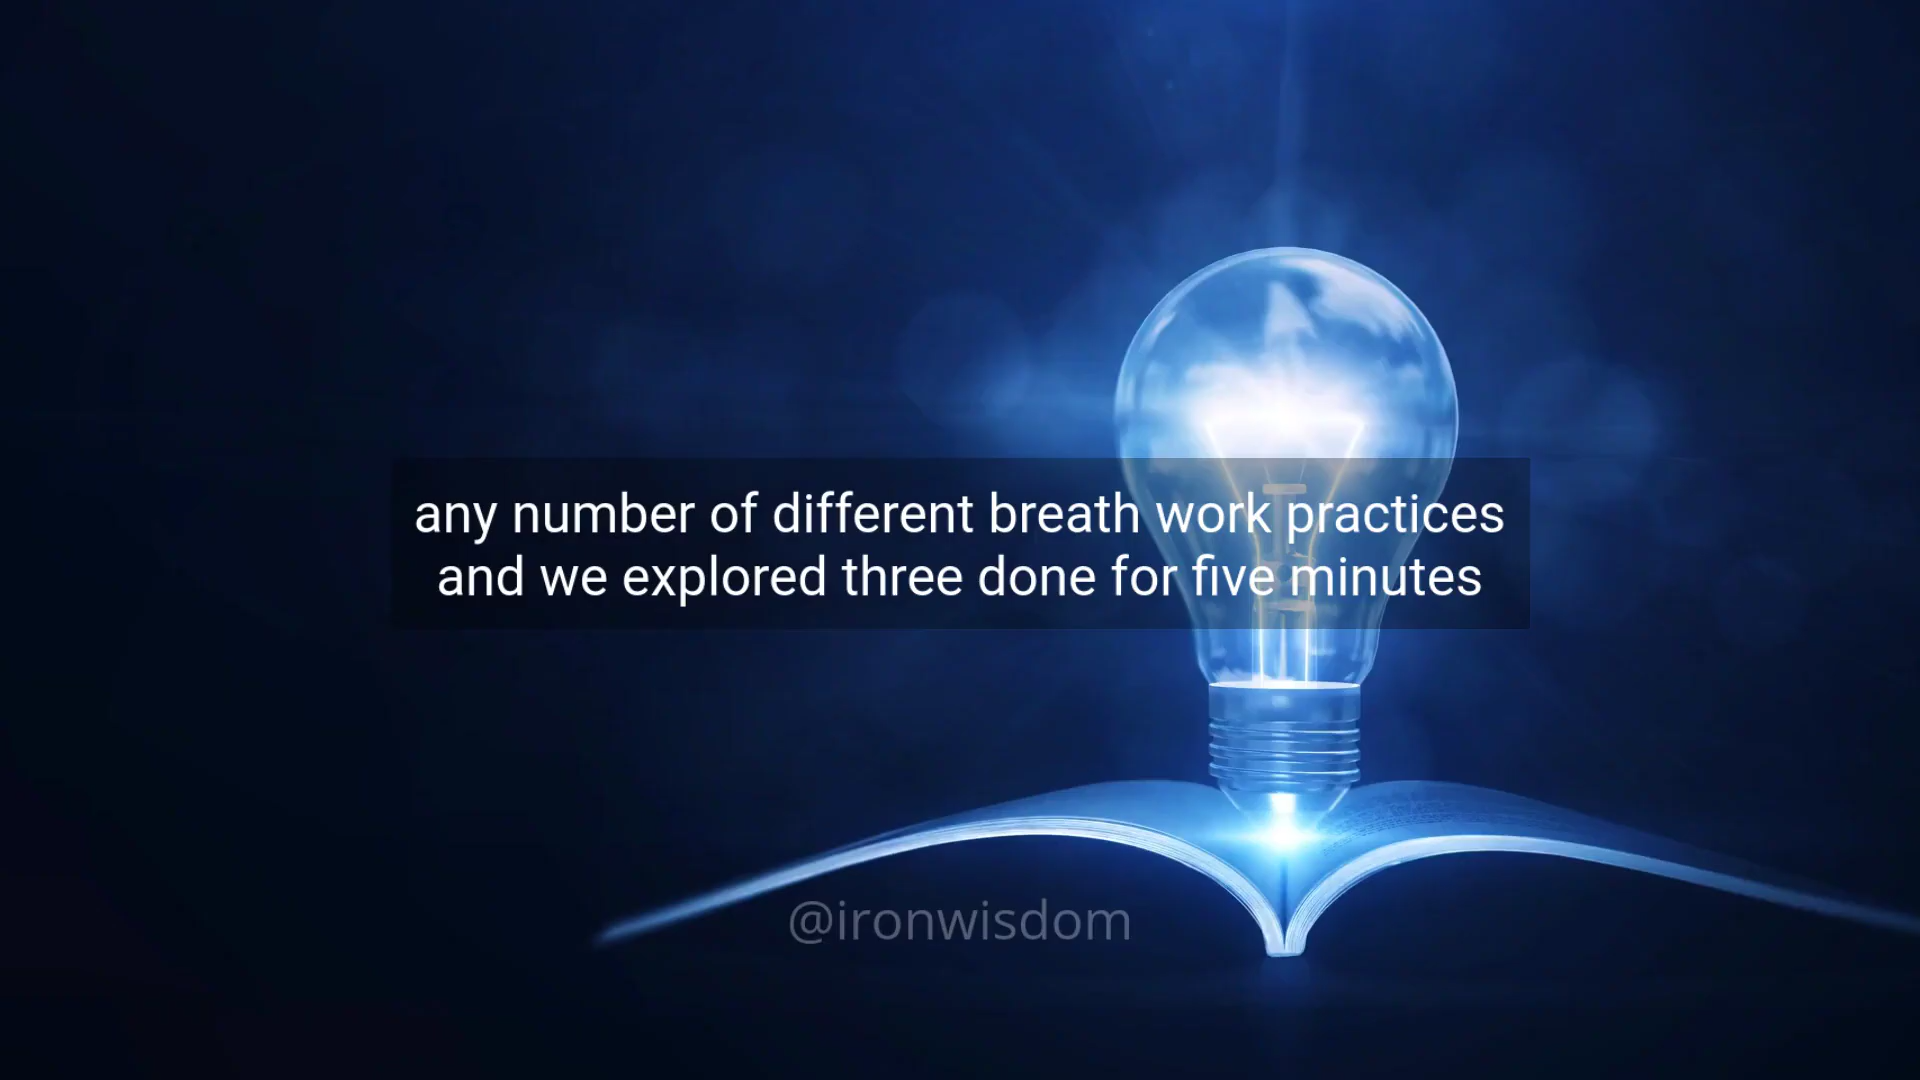 any number of different breath work practices
and we explored three done for five minutes
@ironwisdom